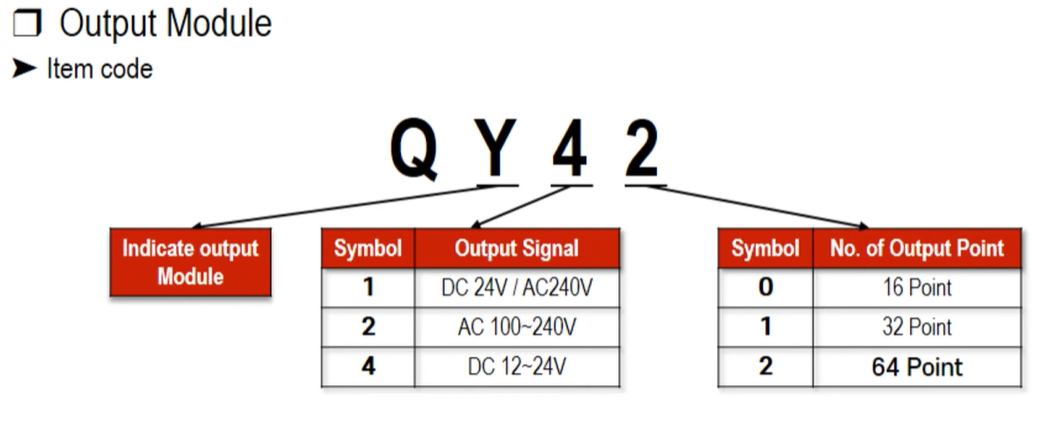 ❒ Output Module
➤ Item code
Q Y 4 2
Indicate output
Module
Symbol Output Signal
1 DC 24V / AC240V
2 AC 100~240V
4 DC 12~24V
Symbol No. of Output Point
0 16 Point
1 32 Point
2 64 Point